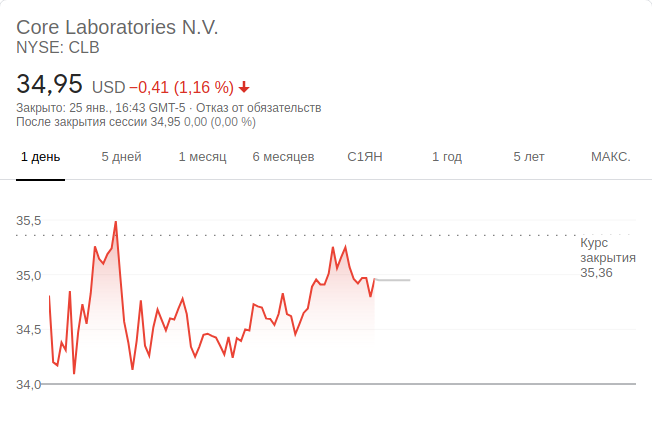 Core Laboratories N.V.
NYSE: CLB
34,95 USD −0,41 (1,16 %)
Закрыто: 25 янв., 16:43 GMT-5 · Отказ от обязательств
После закрытия сессии 34,95 0,00 (0,00 %)
1 день 5 дней 1 месяц 6 месяцев С1ЯН 1 год 5 лет МАКС.
35,5
Курс
закрытия
35,36
35,0
34,5
34,0